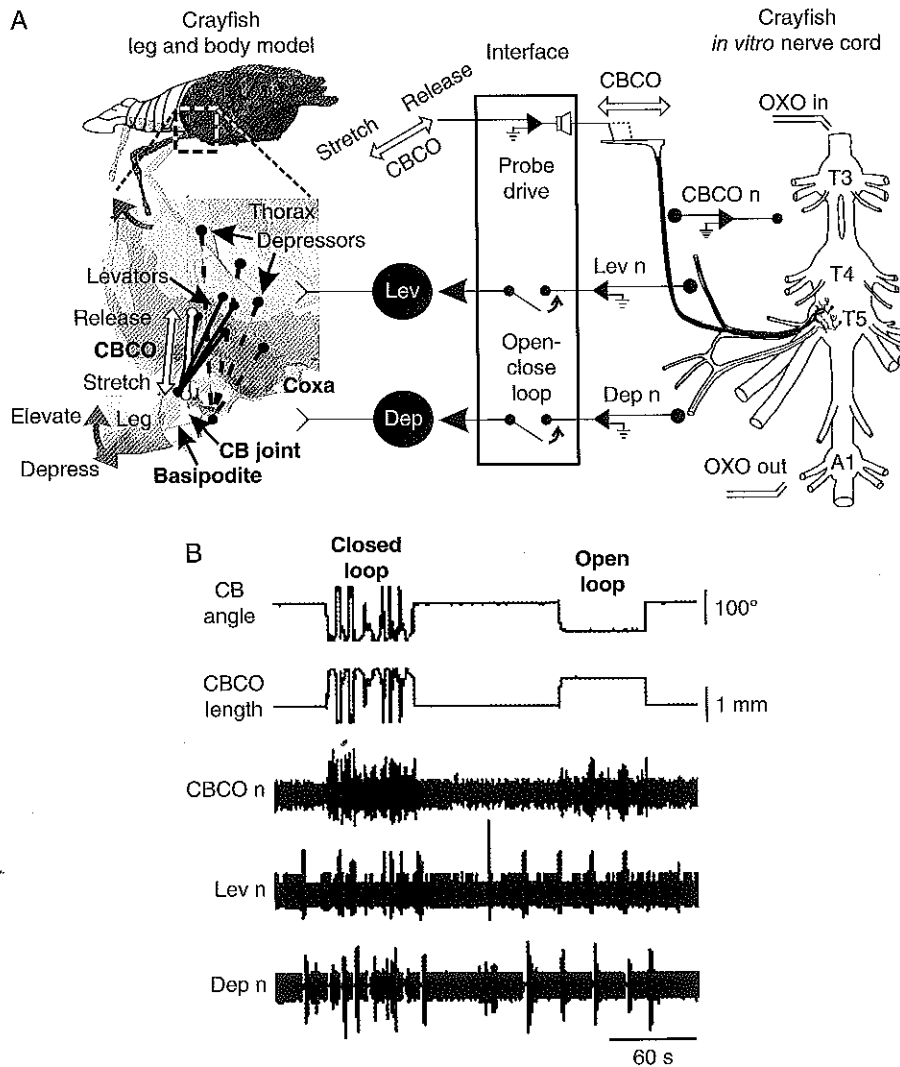 A
Crayfish
leg and body model
Interface
Crayfish
in vitro nerve cord
Stretch
Release
CBCO
CBCO
OXO in
Probe
drive
T3
CBCO n
Thorax
Depressors
Levators
Lev
Lev n
T4
Release
CBCO
T5
Open-
close
loop
Stretch
Coxa
Dep n
Elevate
Leg
Dep
CB joint
Depress
Basipodite
A1
OXO out
B
Closed
loop
Open
loop
CB
angle
100°
CBCO
length
1 mm
CBCO n
Lev n
Dep n
60 s